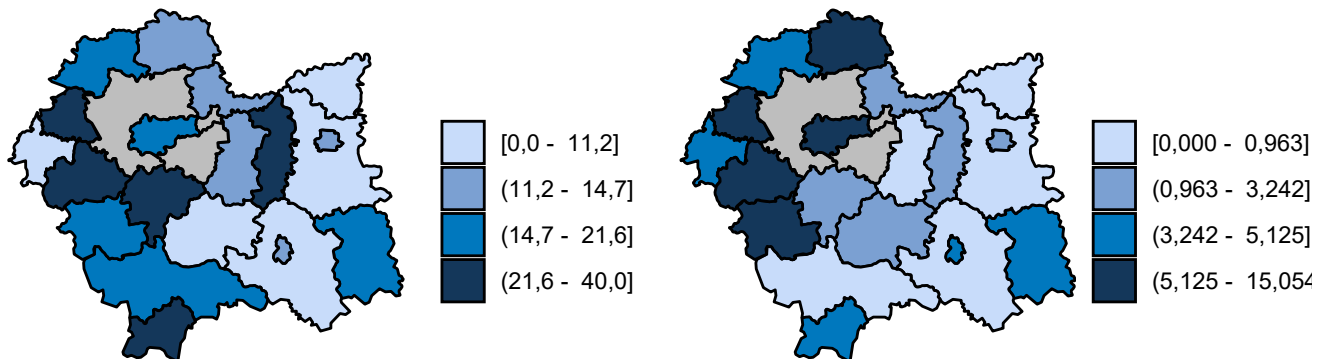 [0,0 - 11,2]
(11,2 - 14,7]
(14,7 - 21,6]
(21,6 - 40,0]
[0,000 - 0,963]
(0,963 - 3,242]
(3,242 - 5,125]
(5,125 - 15,054